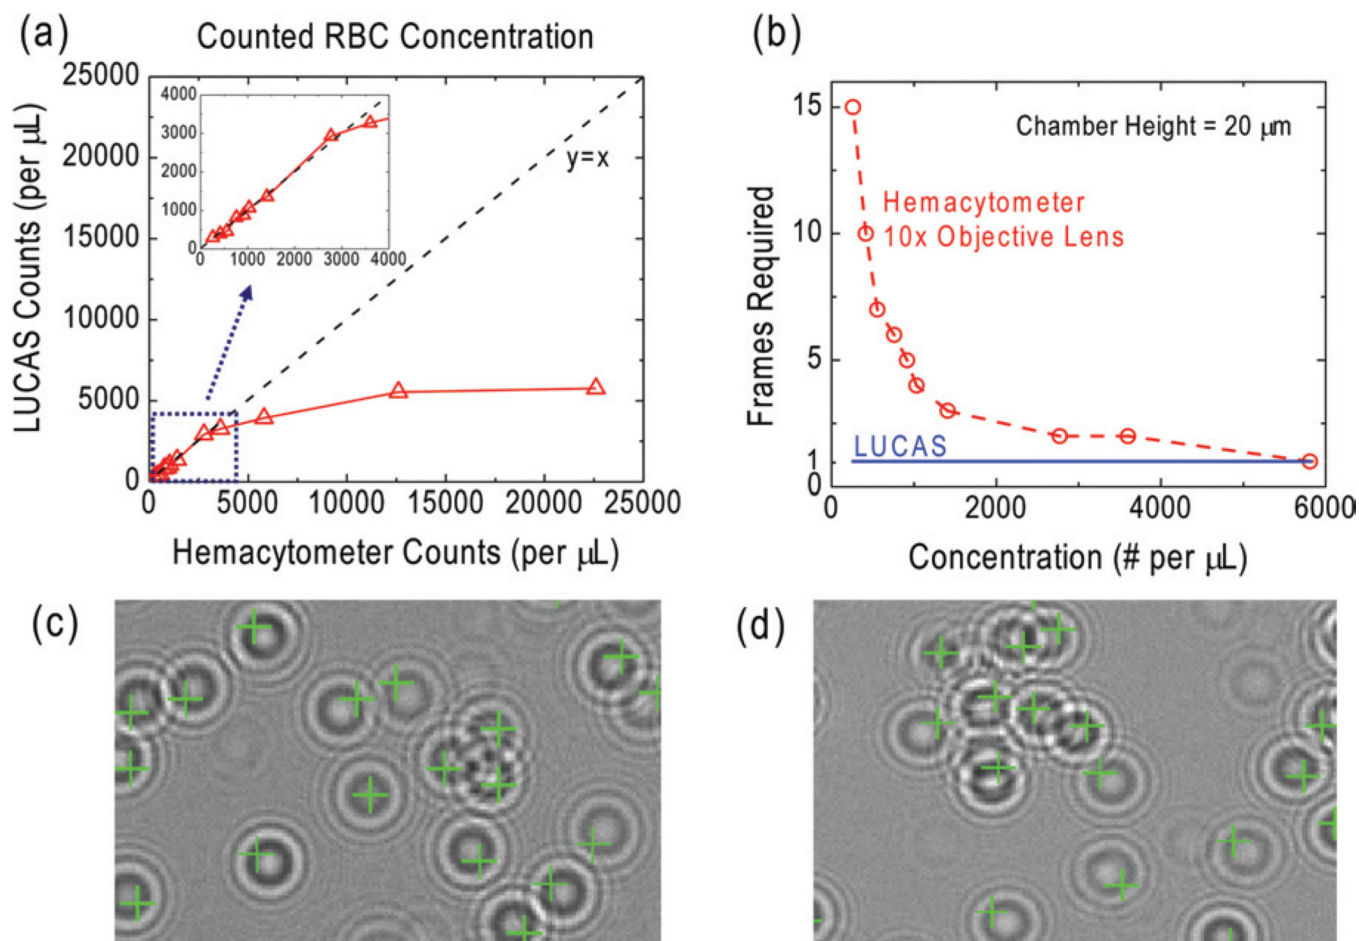 (a)
Counted RBC Concentration
25000
20000
15000
10000
5000
0
LUCAS Counts (per μL)
4000
3000
2000
1000
0
0 1000 2000 3000 4000
y=x
0 5000 10000 15000 20000 25000
Hemacytometer Counts (per μL)
(b)
15
10
5
1
0
Frames Required
Chamber Height = 20 μm
Hemacytometer
10x Objective Lens
LUCAS
0 2000 4000 6000
Concentration (# per μL)
(c)
(d)